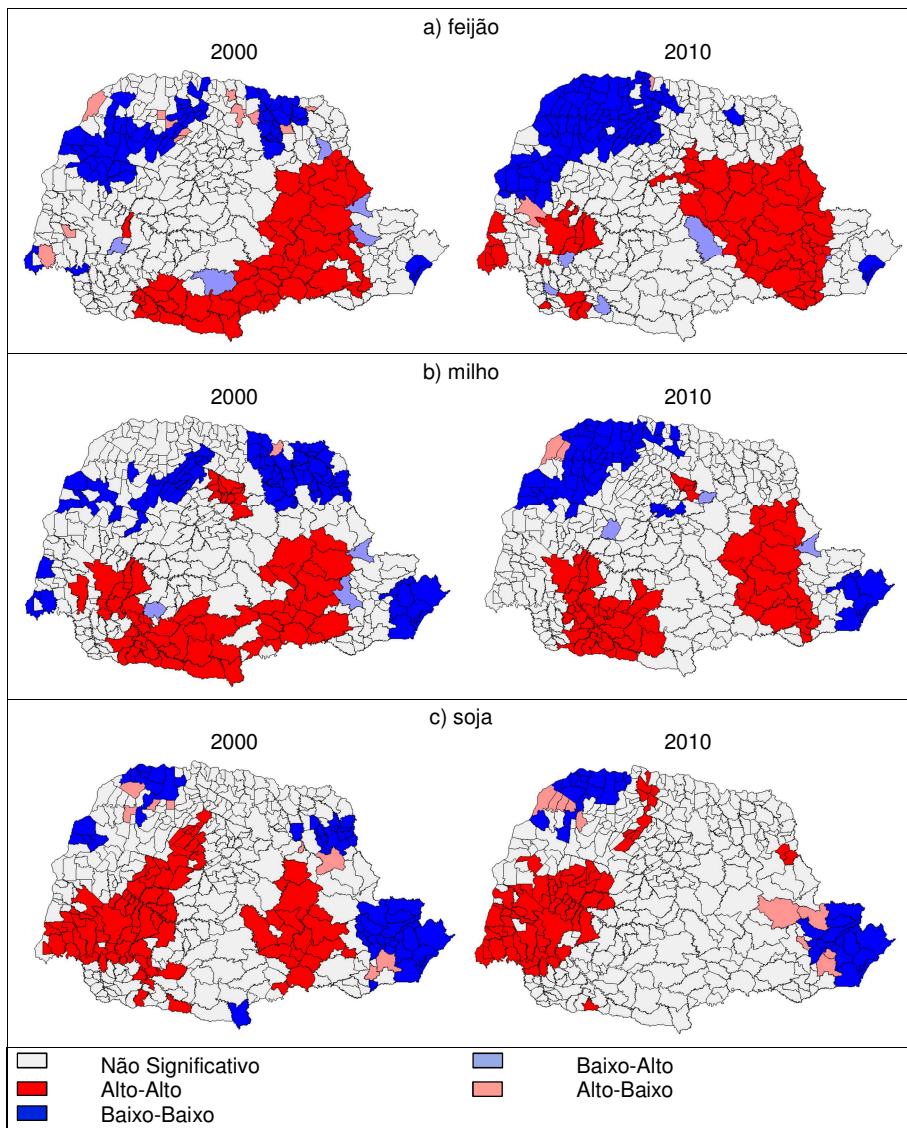 a) feijão
2000 2010
b) milho
2000 2010
c) soja
2000 2010
Não Significativo Baixo-Alto
Alto-Alto Alto-Baixo
Baixo-Baixo